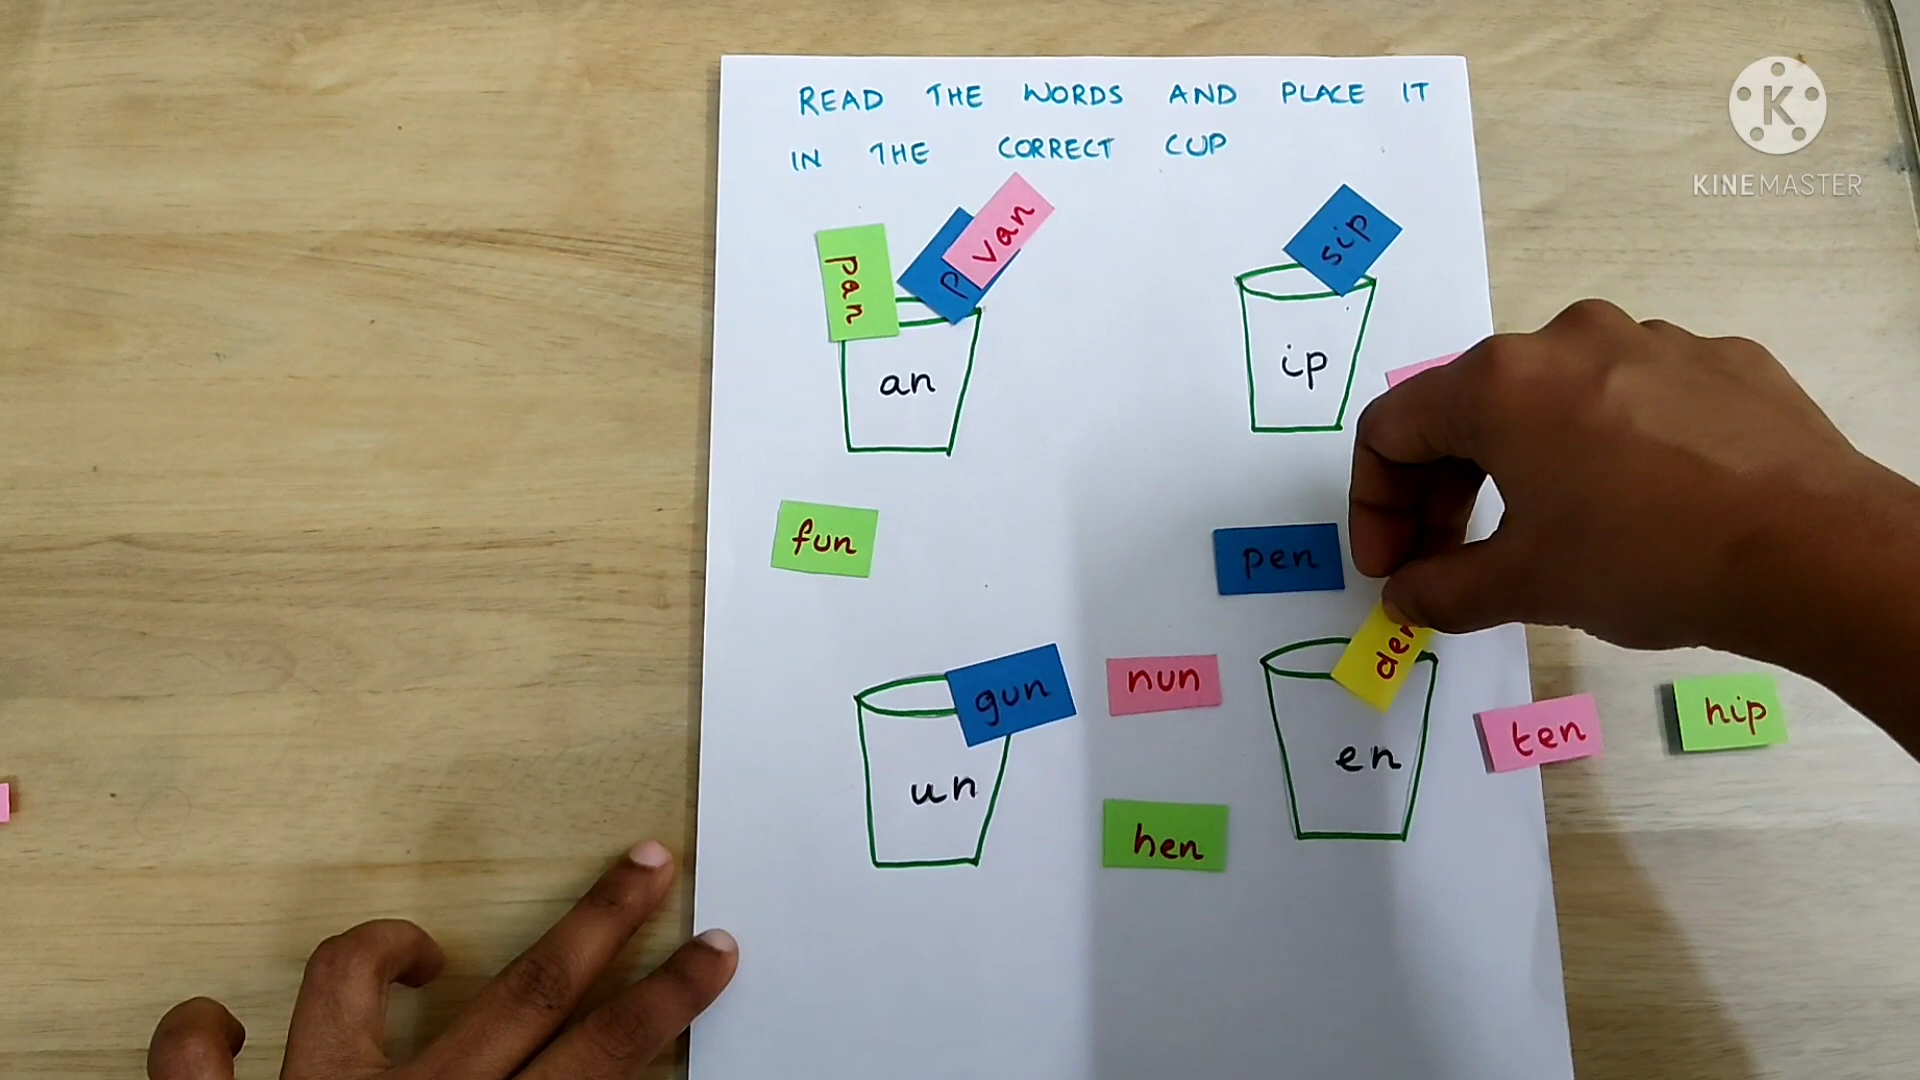 READ THE WORDS AND PLACE IT
IN THE CORRECT CUP
K
KINEMASTER
pan
van
sip
an
ip
fun
pen
gun
nun
ten
hip
un
en
hen